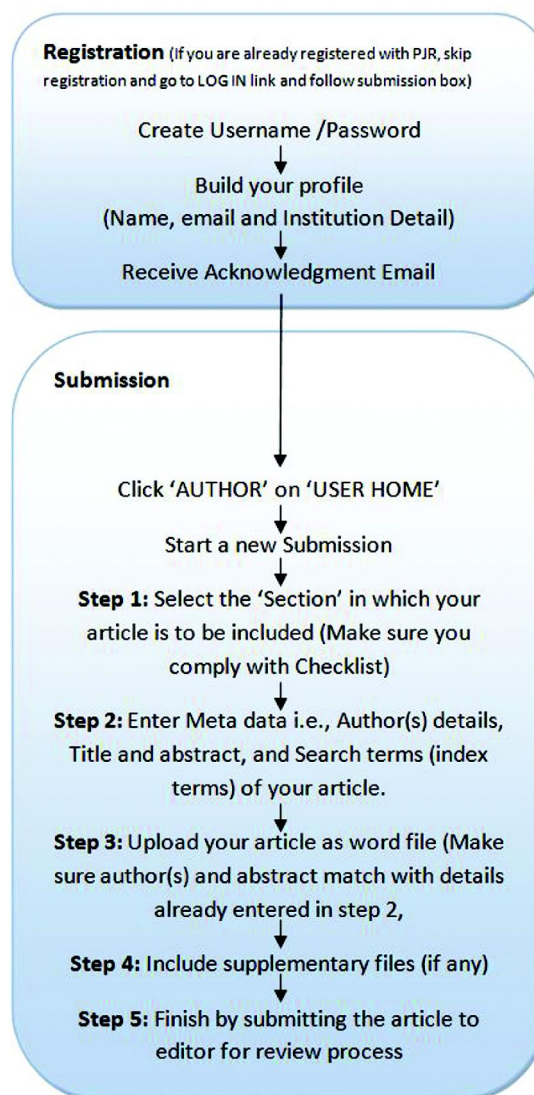 Registration (If you are already registered with PJR, skip
registration and go to LOG IN link and follow submission box)
Create Username /Password
Build your profile
(Name, email and Institution Detail)
Receive Acknowledgment Email
Submission
Click ‘AUTHOR’ on ‘USER HOME’
Start a new Submission
Step 1: Select the ‘Section’ in which your
article is to be included (Make sure you
comply with Checklist)
Step 2: Enter Meta data i.e., Author(s) details,
Title and abstract, and Search terms (index
terms) of your article.
Step 3: Upload your article as word file (Make
sure author(s) and abstract match with details
already entered in step 2,
Step 4: Include supplementary files (if any)
Step 5: Finish by submitting the article to
editor for review process